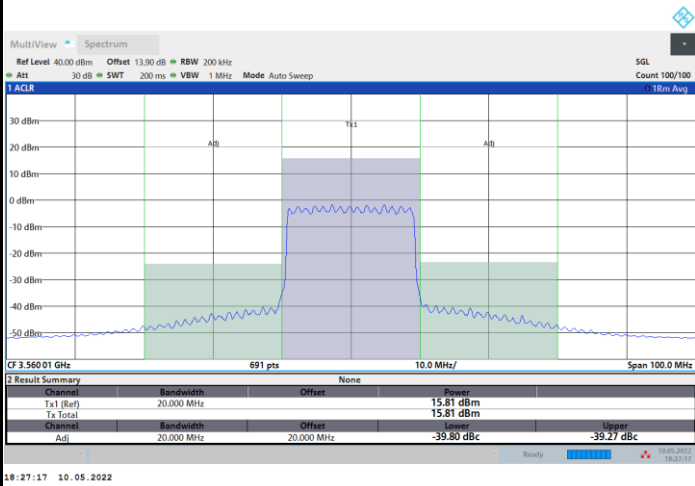 MultiView Spectrum
Ref Level 40.00 dBm Offset 13.90 dB RBW 200 kHz SGL
Att 30 dB SWT 200 ms VBW 1 MHz Mode Auto Sweep Count 100/100
1 ACLR 1Rm Avg
30 dBm
Tx1
20 dBm
Adj Adj
10 dBm
0 dBm
-10 dBm
-20 dBm
-30 dBm
-40 dBm
-50 dBm
CF 3.56001 GHz 691 pts 10.0 MHz/ Span 100.0 MHz
2 Result Summary None
Channel Bandwidth Offset Power
Tx1 (Ref) 20.000 MHz 15.81 dBm
Tx Total 15.81 dBm
Channel Bandwidth Offset Lower Upper
Adj 20.000 MHz 20.000 MHz -39.80 dBc -39.27 dBc
Ready 10.05.2022
18:27:17
18:27:17 10.05.2022